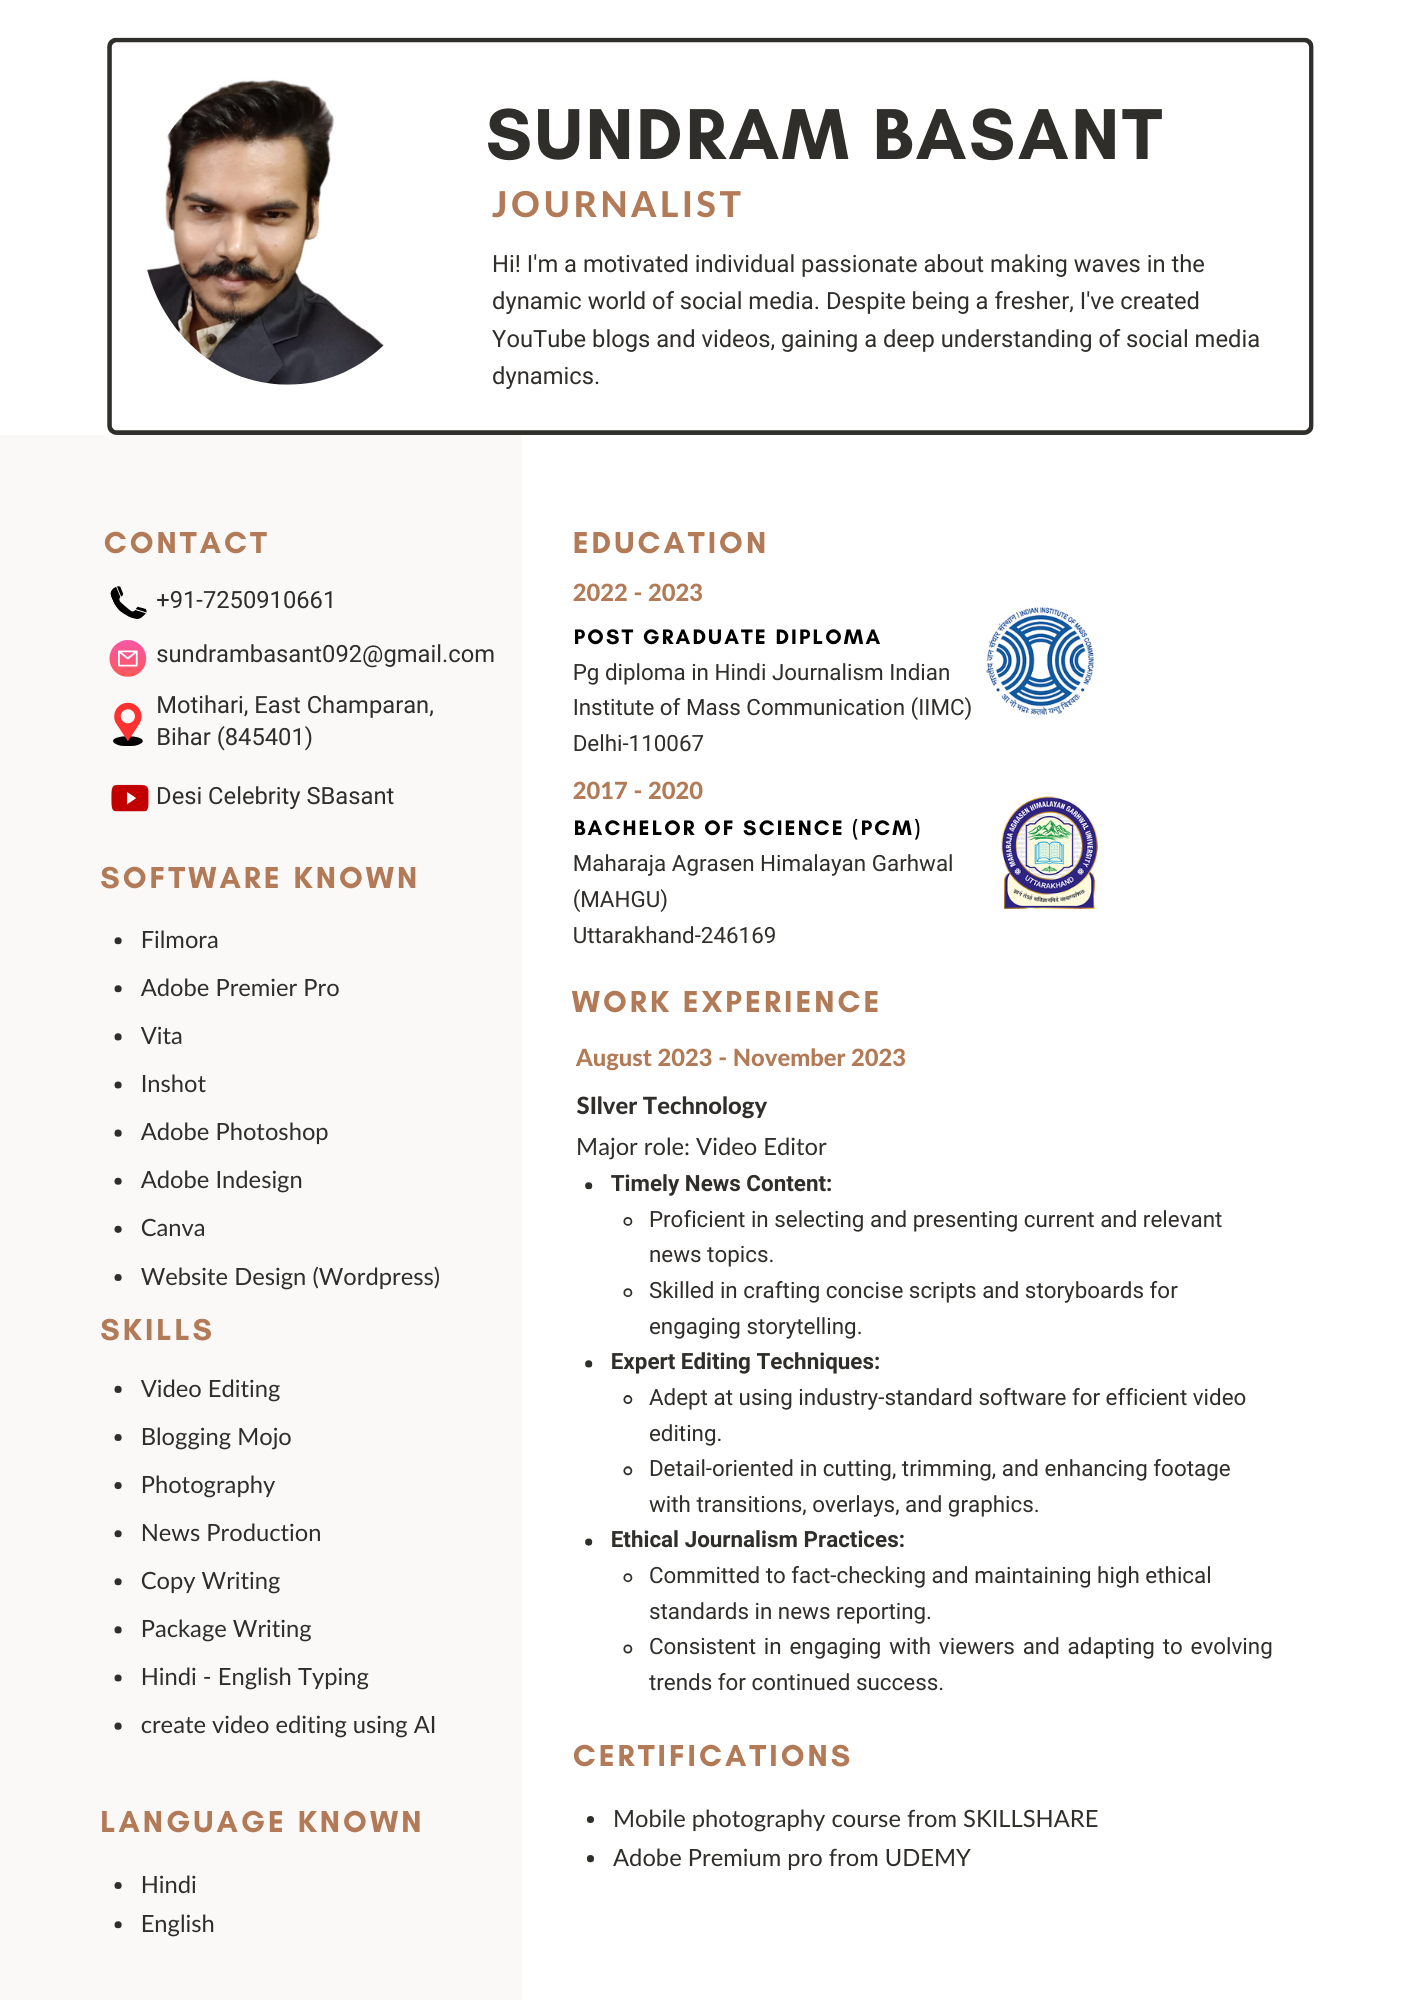 SUNDRAM BASANT
JOURNALIST
Hi! I'm a motivated individual passionate about making waves in the
dynamic world of social media. Despite being a fresher, I've created
YouTube blogs and videos, gaining a deep understanding of social media
dynamics.
CONTACT
+91-7250910661
sundrambasant092@gmail.com
Motihari, East Champaran,
Bihar (845401)
Desi Celebrity SBasant
SOFTWARE KNOWN
• Filmora
• Adobe Premier Pro
• Vita
• Inshot
• Adobe Photoshop
• Adobe Indesign
• Canva
• Website Design (Wordpress)
SKILLS
• Video Editing
• Blogging Mojo
• Photography
• News Production
• Copy Writing
• Package Writing
• Hindi - English Typing
• create video editing using AI
LANGUAGE KNOWN
• Hindi
• English
EDUCATION
2022 - 2023
POST GRADUATE DIPLOMA
Pg diploma in Hindi Journalism Indian
Institute of Mass Communication (IIMC)
Delhi-110067
भारतीय जन संचार संस्थान | INDIAN INSTITUTE OF MASS COMMUNICATION
2017 - 2020
BACHELOR OF SCIENCE (PCM)
Maharaja Agrasen Himalayan Garhwal
(MAHGU)
Uttarakhand-246169
MAHARAJA AGRASEN HIMALAYAN GARHWAL UNIVERSITY
UTTARAKHAND
WORK EXPERIENCE
August 2023 - November 2023
SIlver Technology
Major role: Video Editor
• Timely News Content:
◦ Proficient in selecting and presenting current and relevant
news topics.
◦ Skilled in crafting concise scripts and storyboards for
engaging storytelling.
• Expert Editing Techniques:
◦ Adept at using industry-standard software for efficient video
editing.
◦ Detail-oriented in cutting, trimming, and enhancing footage
with transitions, overlays, and graphics.
• Ethical Journalism Practices:
◦ Committed to fact-checking and maintaining high ethical
standards in news reporting.
◦ Consistent in engaging with viewers and adapting to evolving
trends for continued success.
CERTIFICATIONS
• Mobile photography course from SKILLSHARE
• Adobe Premium pro from UDEMY